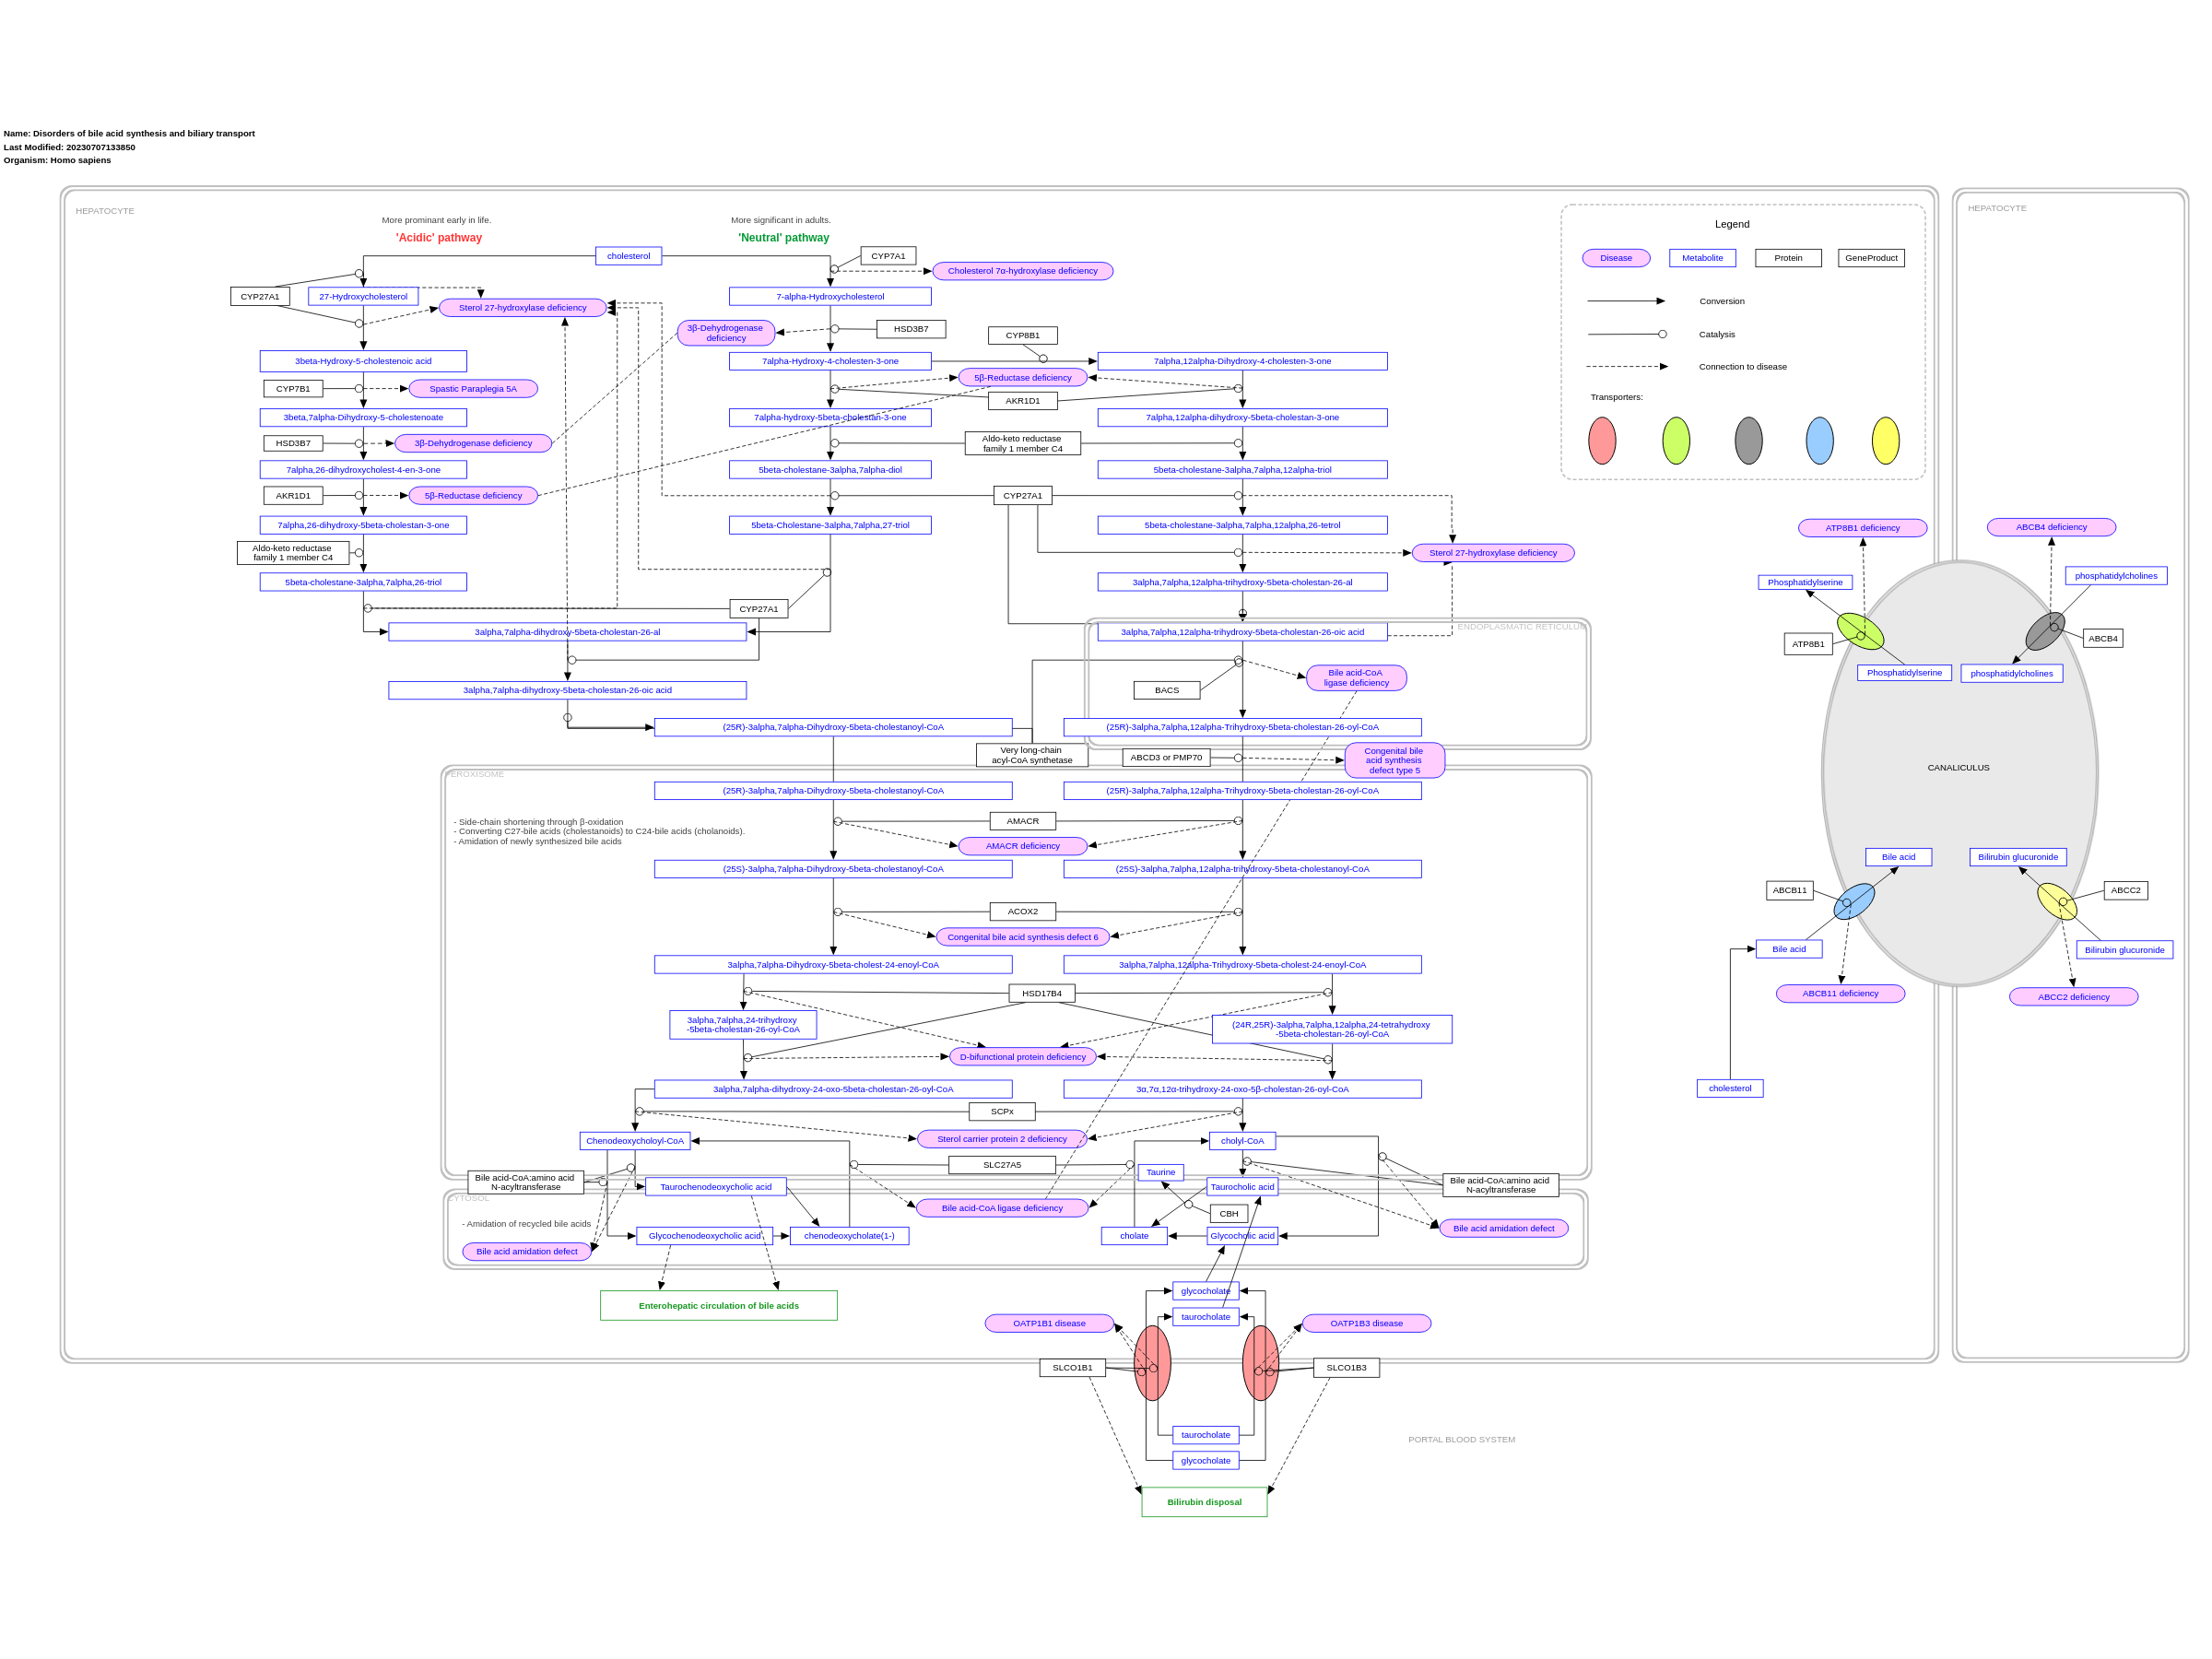 Name: Disorders of bile acid synthesis and biliary transport
Last Modified: 20230707133850
Organism: Homo sapiens
HEPATOCYTE
HEPATOCYTE
More prominent early in life.
'Acidic' pathway
More significant in adults.
'Neutral' pathway
Legend
Disease
Metabolite
Protein
GeneProduct
Conversion
Catalysis
Connection to disease
Transporters:
cholesterol
CYP7A1
Cholesterol 7α-hydroxylase deficiency
CYP27A1
27-Hydroxycholesterol
Sterol 27-hydroxylase deficiency
7-alpha-Hydroxycholesterol
3β-Dehydrogenase
deficiency
HSD3B7
CYP8B1
3beta-Hydroxy-5-cholestenoic acid
7alpha-Hydroxy-4-cholesten-3-one
7alpha,12alpha-Dihydroxy-4-cholesten-3-one
CYP7B1
Spastic Paraplegia 5A
5β-Reductase deficiency
AKR1D1
3beta,7alpha-Dihydroxy-5-cholestenoate
7alpha-hydroxy-5beta-cholestan-3-one
7alpha,12alpha-dihydroxy-5beta-cholestan-3-one
HSD3B7
3β-Dehydrogenase deficiency
Aldo-keto reductase
family 1 member C4
7alpha,26-dihydroxycholest-4-en-3-one
5beta-cholestane-3alpha,7alpha-diol
5beta-cholestane-3alpha,7alpha,12alpha-triol
AKR1D1
5β-Reductase deficiency
CYP27A1
7alpha,26-dihydroxy-5beta-cholestan-3-one
5beta-Cholestane-3alpha,7alpha,27-triol
5beta-cholestane-3alpha,7alpha,12alpha,26-tetrol
Aldo-keto reductase
family 1 member C4
Sterol 27-hydroxylase deficiency
5beta-cholestane-3alpha,7alpha,26-triol
3alpha,7alpha,12alpha-trihydroxy-5beta-cholestan-26-al
CYP27A1
3alpha,7alpha-dihydroxy-5beta-cholestan-26-al
3alpha,7alpha,12alpha-trihydroxy-5beta-cholestan-26-oic acid
ENDOPLASMATIC RETICULUM
Bile acid-CoA
ligase deficiency
BACS
3alpha,7alpha-dihydroxy-5beta-cholestan-26-oic acid
(25R)-3alpha,7alpha-Dihydroxy-5beta-cholestanoyl-CoA
(25R)-3alpha,7alpha,12alpha-Trihydroxy-5beta-cholestan-26-oyl-CoA
Very long-chain
acyl-CoA synthetase
ABCD3 or PMP70
Congenital bile
acid synthesis
defect type 5
PEROXISOME
(25R)-3alpha,7alpha-Dihydroxy-5beta-cholestanoyl-CoA
(25R)-3alpha,7alpha,12alpha-Trihydroxy-5beta-cholestan-26-oyl-CoA
- Side-chain shortening through β-oxidation
- Converting C27-bile acids (cholestanoids) to C24-bile acids (cholanoids).
- Amidation of newly synthesized bile acids
AMACR
AMACR deficiency
(25S)-3alpha,7alpha-Dihydroxy-5beta-cholestanoyl-CoA
(25S)-3alpha,7alpha,12alpha-trihydroxy-5beta-cholestanoyl-CoA
ACOX2
Congenital bile acid synthesis defect 6
3alpha,7alpha-Dihydroxy-5beta-cholest-24-enoyl-CoA
3alpha,7alpha,12alpha-Trihydroxy-5beta-cholest-24-enoyl-CoA
HSD17B4
3alpha,7alpha,24-trihydroxy
-5beta-cholestan-26-oyl-CoA
(24R,25R)-3alpha,7alpha,12alpha,24-tetrahydroxy
-5beta-cholestan-26-oyl-CoA
D-bifunctional protein deficiency
3alpha,7alpha-dihydroxy-24-oxo-5beta-cholestan-26-oyl-CoA
3α,7α,12α-trihydroxy-24-oxo-5β-cholestan-26-oyl-CoA
SCPx
Chenodeoxycholoyl-CoA
Sterol carrier protein 2 deficiency
cholyl-CoA
SLC27A5
Taurine
Bile acid-CoA:amino acid
N-acyltransferase
Bile acid-CoA:amino acid
N-acyltransferase
CYTOSOL
Taurochenodeoxycholic acid
Taurocholic acid
Bile acid-CoA ligase deficiency
CBH
- Amidation of recycled bile acids
Bile acid amidation defect
Glycochenodeoxycholic acid
chenodeoxycholate(1-)
cholate
Glycocholic acid
Bile acid amidation defect
Enterohepatic circulation of bile acids
glycocholate
taurocholate
OATP1B1 disease
OATP1B3 disease
SLCO1B1
SLCO1B3
taurocholate
glycocholate
PORTAL BLOOD SYSTEM
Bilirubin disposal
ATP8B1 deficiency
ABCB4 deficiency
Phosphatidylserine
phosphatidylcholines
ATP8B1
ABCB4
Phosphatidylserine
phosphatidylcholines
CANALICULUS
Bile acid
Bilirubin glucuronide
ABCB11
ABCC2
Bile acid
Bilirubin glucuronide
ABCB11 deficiency
ABCC2 deficiency
cholesterol